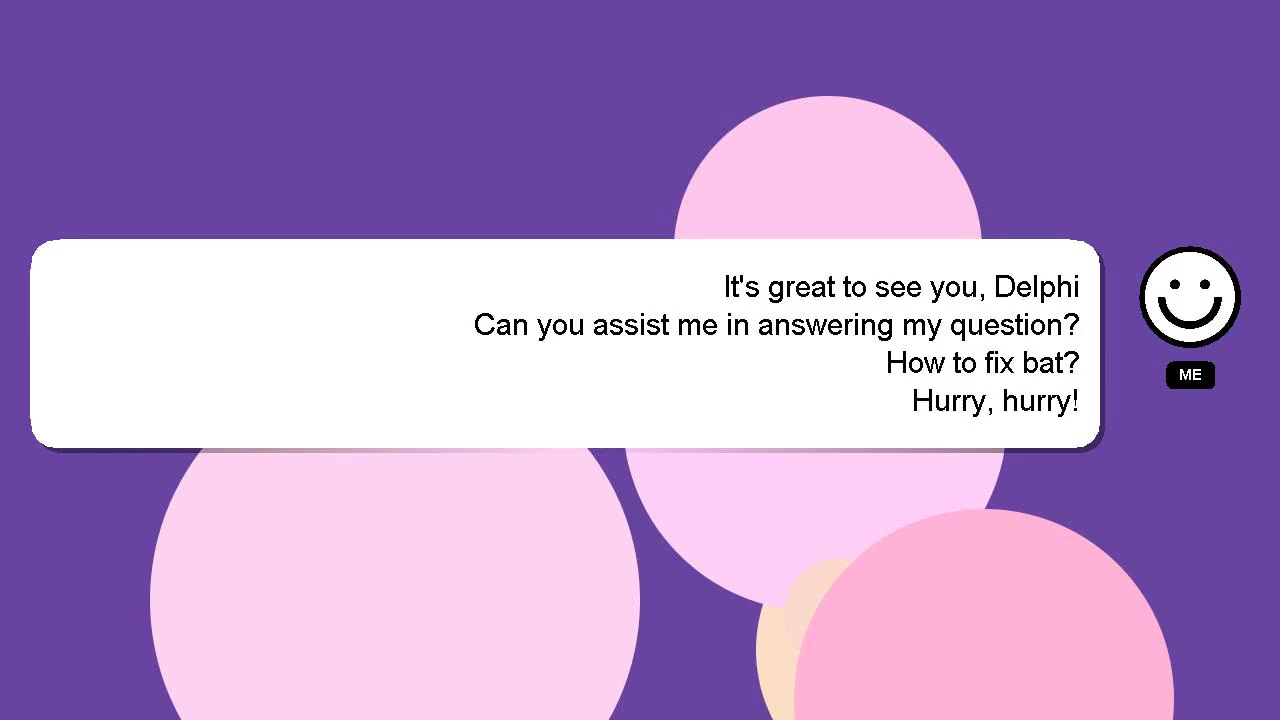 It's great to see you, Delphi
Can you assist me in answering my question?
How to fix bat?
Hurry, hurry!
ME